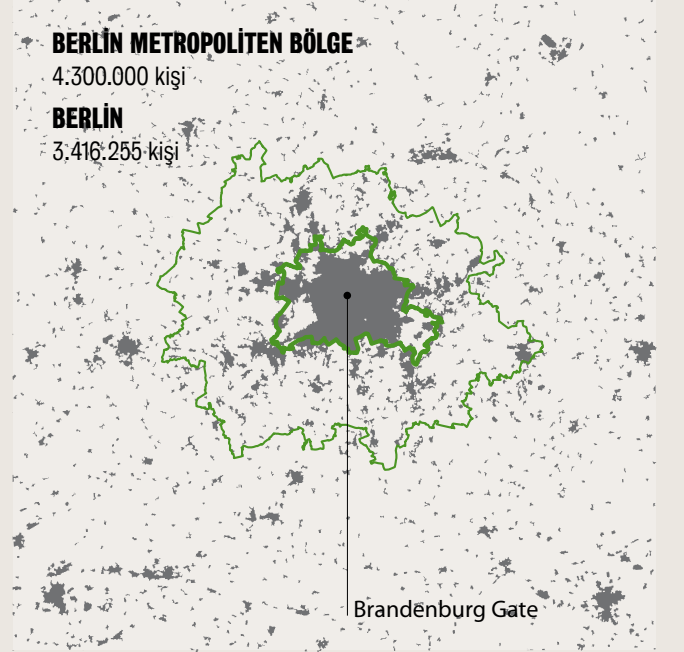 BERLİN METROPOLİTEN BÖLGE
4.300.000 kişi
BERLİN
3.416.255 kişi
Brandenburg Gate